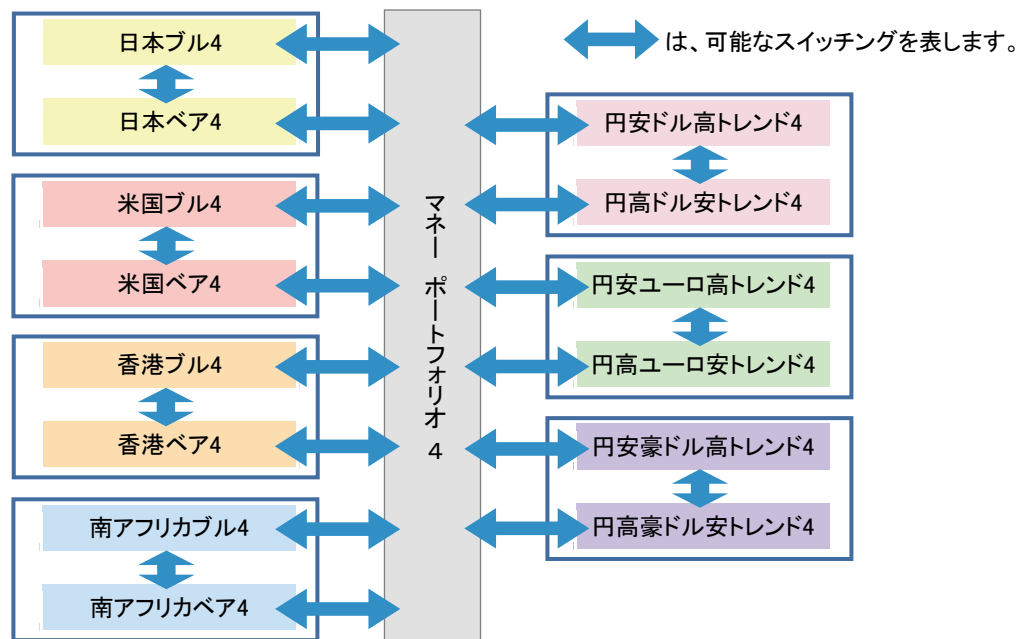 日本ブル4
日本ベア4
米国ブル4
米国ベア4
香港ブル4
香港ベア4
南アフリカブル4
南アフリカベア4
マネー ポートフォリオ 4
は、可能なスイッチングを表します。
円安ドル高トレンド4
円高ドル安トレンド4
円安ユーロ高トレンド4
円高ユーロ安トレンド4
円安豪ドル高トレンド4
円高豪ドル安トレンド4